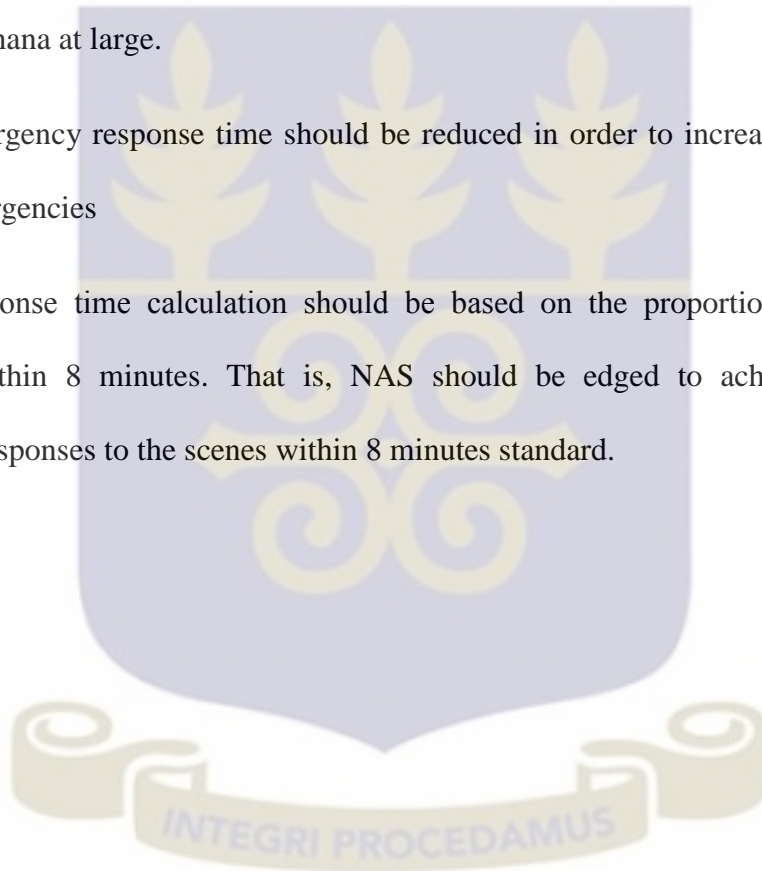 hana at large.
rgency response time should be reduced in order to increa
rgencies
onse time calculation should be based on the proportio
thin 8 minutes. That is, NAS should be edged to ach
sponses to the scenes within 8 minutes standard.
INTEGRI PROCEDAMUS